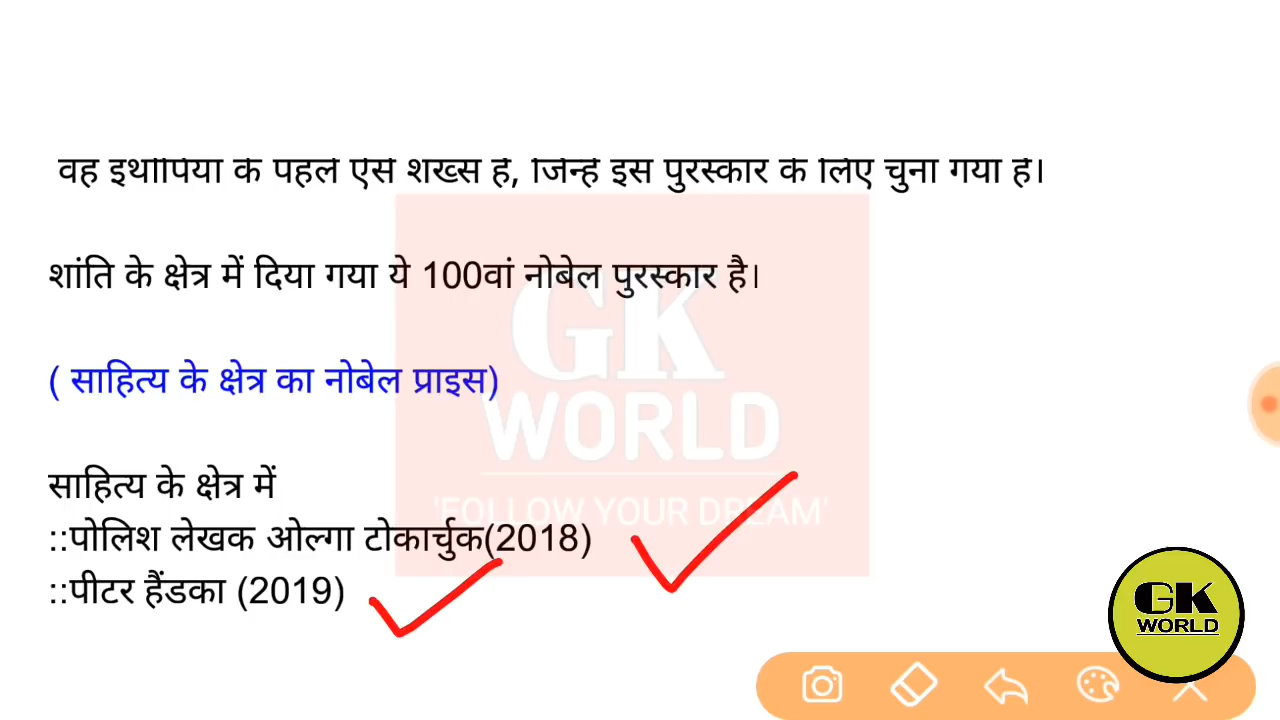 वह इथोपिया के पहले ऐसे शख्स हैं, जिन्हें इस पुरस्कार के लिए चुना गया है।
शांति के क्षेत्र में दिया गया ये 100वां नोबेल पुरस्कार है।
( साहित्य के क्षेत्र का नोबेल प्राइस)
GK
WORLD
'FOLLOW YOUR DREAM'
साहित्य के क्षेत्र में
::पोलिश लेखक ओल्गा टोकार्चुक(2018)
::पीटर हैंडका (2019)
GK
WORLD